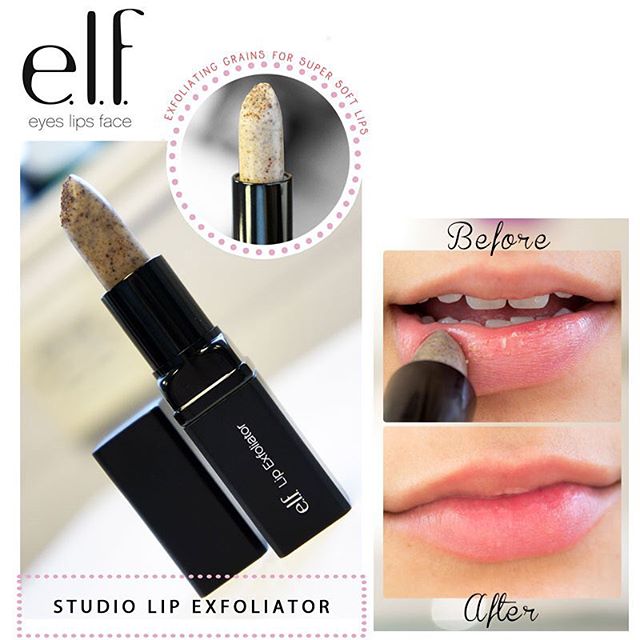 e.l.f.
eyes lips face
EXFOLIATING GRAINS FOR SUPER SOFT LIPS
Before
e.l.f. Lip Exfoliator
STUDIO LIP EXFOLIATOR
After